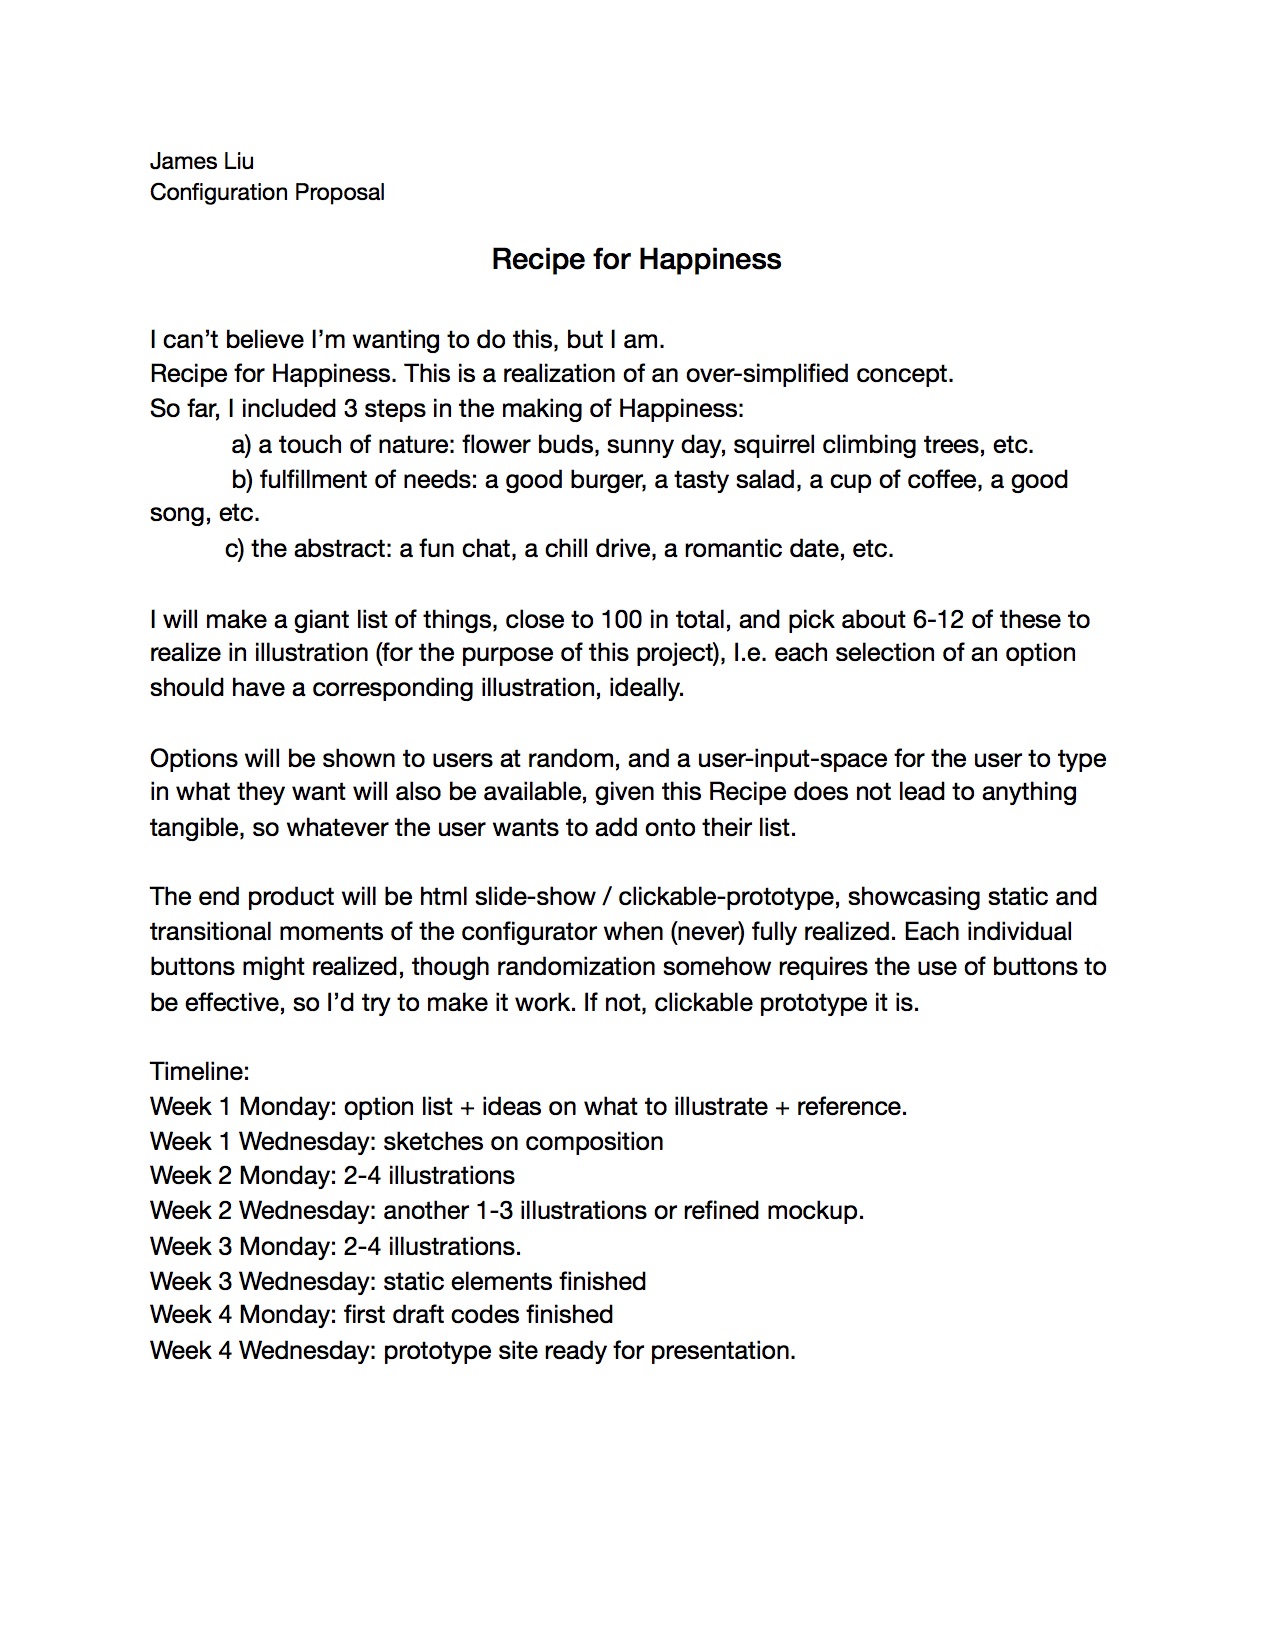 James Liu
Configuration Proposal
Recipe for Happiness
I can’t believe I’m wanting to do this, but I am.
Recipe for Happiness. This is a realization of an over-simplified concept.
So far, I included 3 steps in the making of Happiness:
a) a touch of nature: flower buds, sunny day, squirrel climbing trees, etc.
b) fulfillment of needs: a good burger, a tasty salad, a cup of coffee, a good
song, etc.
c) the abstract: a fun chat, a chill drive, a romantic date, etc.
I will make a giant list of things, close to 100 in total, and pick about 6-12 of these to
realize in illustration (for the purpose of this project), I.e. each selection of an option
should have a corresponding illustration, ideally.
Options will be shown to users at random, and a user-input-space for the user to type
in what they want will also be available, given this Recipe does not lead to anything
tangible, so whatever the user wants to add onto their list.
The end product will be html slide-show / clickable-prototype, showcasing static and
transitional moments of the configurator when (never) fully realized. Each individual
buttons might realized, though randomization somehow requires the use of buttons to
be effective, so I’d try to make it work. If not, clickable prototype it is.
Timeline:
Week 1 Monday: option list + ideas on what to illustrate + reference.
Week 1 Wednesday: sketches on composition
Week 2 Monday: 2-4 illustrations
Week 2 Wednesday: another 1-3 illustrations or refined mockup.
Week 3 Monday: 2-4 illustrations.
Week 3 Wednesday: static elements finished
Week 4 Monday: first draft codes finished
Week 4 Wednesday: prototype site ready for presentation.